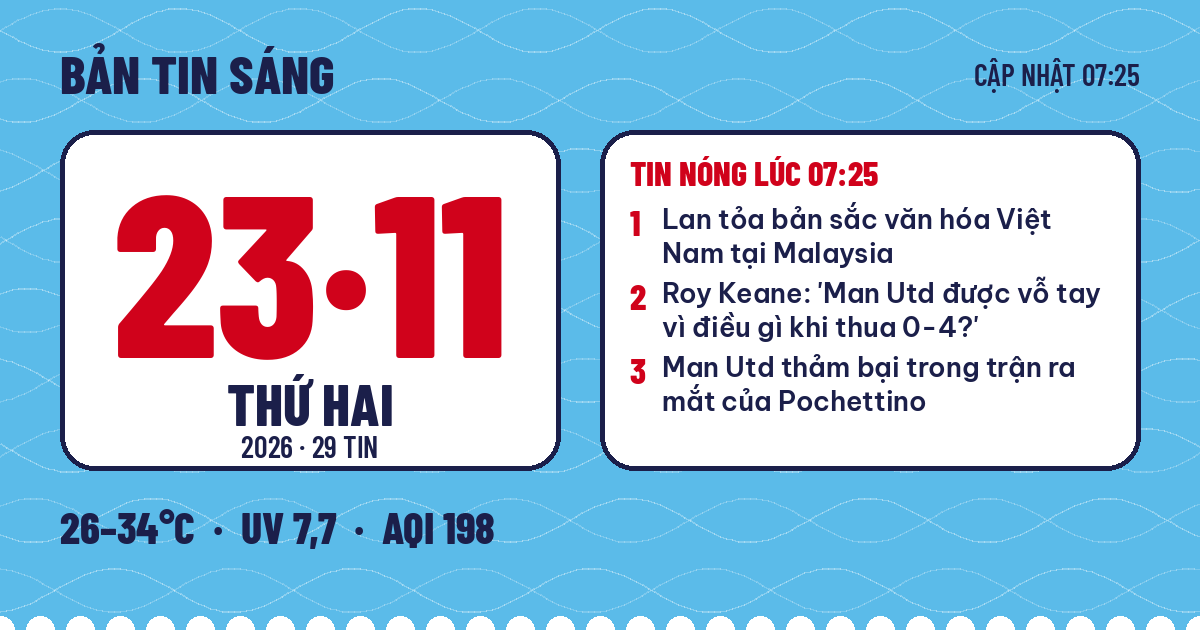 BẢN TIN SÁNG
CẬP NHẬT 07:25
23·11
THỨ HAI
2026 · 29 TIN
TIN NÓNG LÚC 07:25
1 Lan tỏa bản sắc văn hóa Việt
Nam tại Malaysia
2 Roy Keane: 'Man Utd được vỗ tay
vì điều gì khi thua 0-4?'
3 Man Utd thảm bại trong trận ra
mắt của Pochettino
26–34°C · UV 7,7 · AQI 198